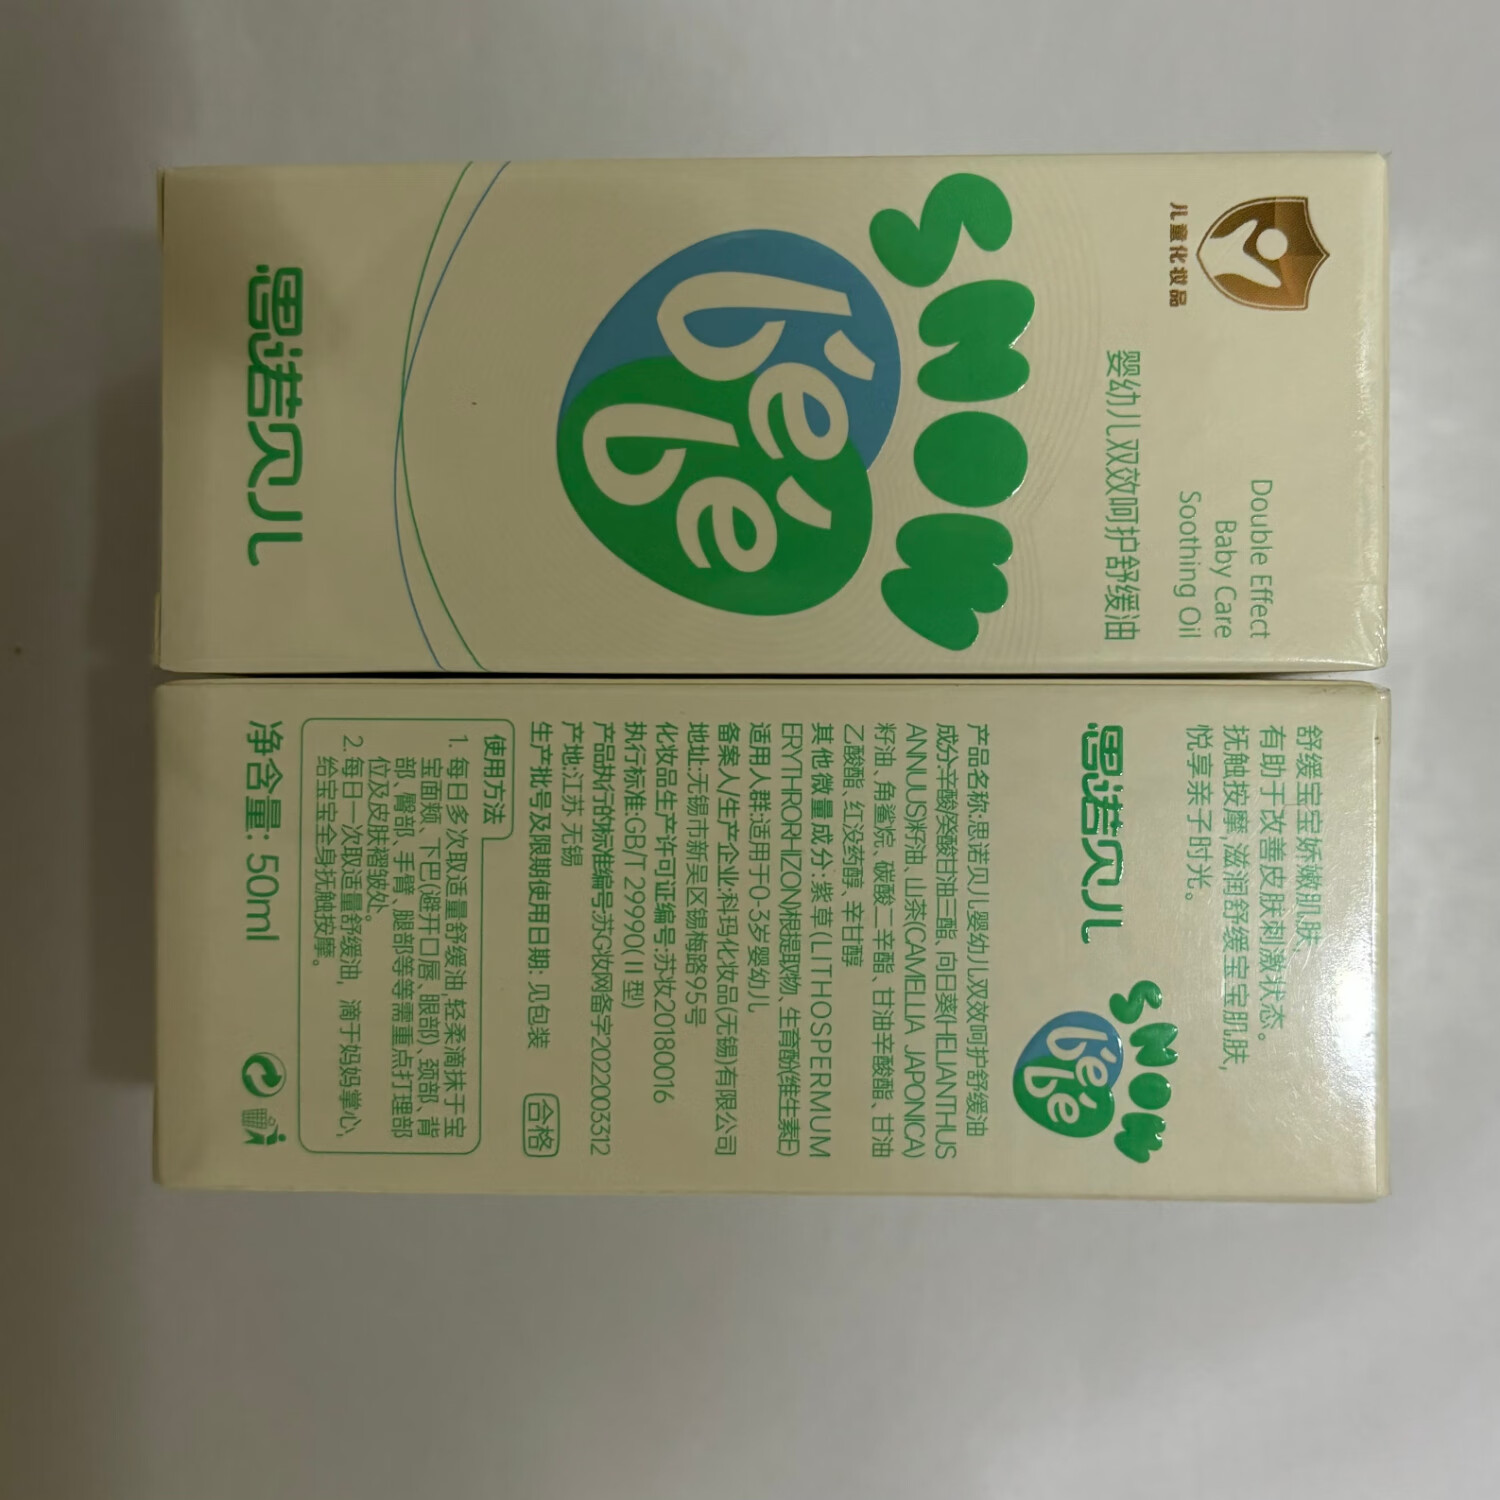 儿童化妆品
Double Effect
Baby Care
Soothing Oil
婴幼儿双效呵护舒缓油
SNOW
bé
bé
思诺贝儿
舒缓宝宝娇嫩肌肤,
有助于改善皮肤刺激状态。
抚触按摩,滋润舒缓宝宝肌肤,
悦享亲子时光。
思诺贝儿
SNOW
bé
bé
产品名称:思诺贝儿婴幼儿双效呵护舒缓油
成分:辛酸/癸酸甘油三酯、向日葵(HELIANTHUS
ANNUUS)籽油、山茶(CAMELLIA JAPONICA)
籽油、角鲨烷、碳酸二辛酯、甘油辛酸酯、甘油
乙酸酯、红没药醇、辛甘醇
其他微量成分:紫草(LITHOSPERMUM
ERYTHRORHIZON)根提取物、生育酚(维生素E)
适用人群:适用于0-3岁婴幼儿
备案人/生产企业:科玛化妆品(无锡)有限公司
地址:无锡市新吴区锡梅路95号
化妆品生产许可证编号:苏妆20180016
执行标准:GB/T 29990(II型)
产品执行的标准编号:苏G妆网备字2022003312
产地:江苏 无锡
生产批号及限期使用日期: 见包装
合格
使用方法
1. 每日多次取适量舒缓油,轻柔滴抹于宝
宝面颊、下巴(避开口唇、眼部)、颈部、背
部、臀部、手臂、腿部等等需重点打理部
位及皮肤褶皱处。
2. 每日一次取适量舒缓油, 滴于妈妈掌心,
给宝宝全身抚触按摩。
净含量: 50ml